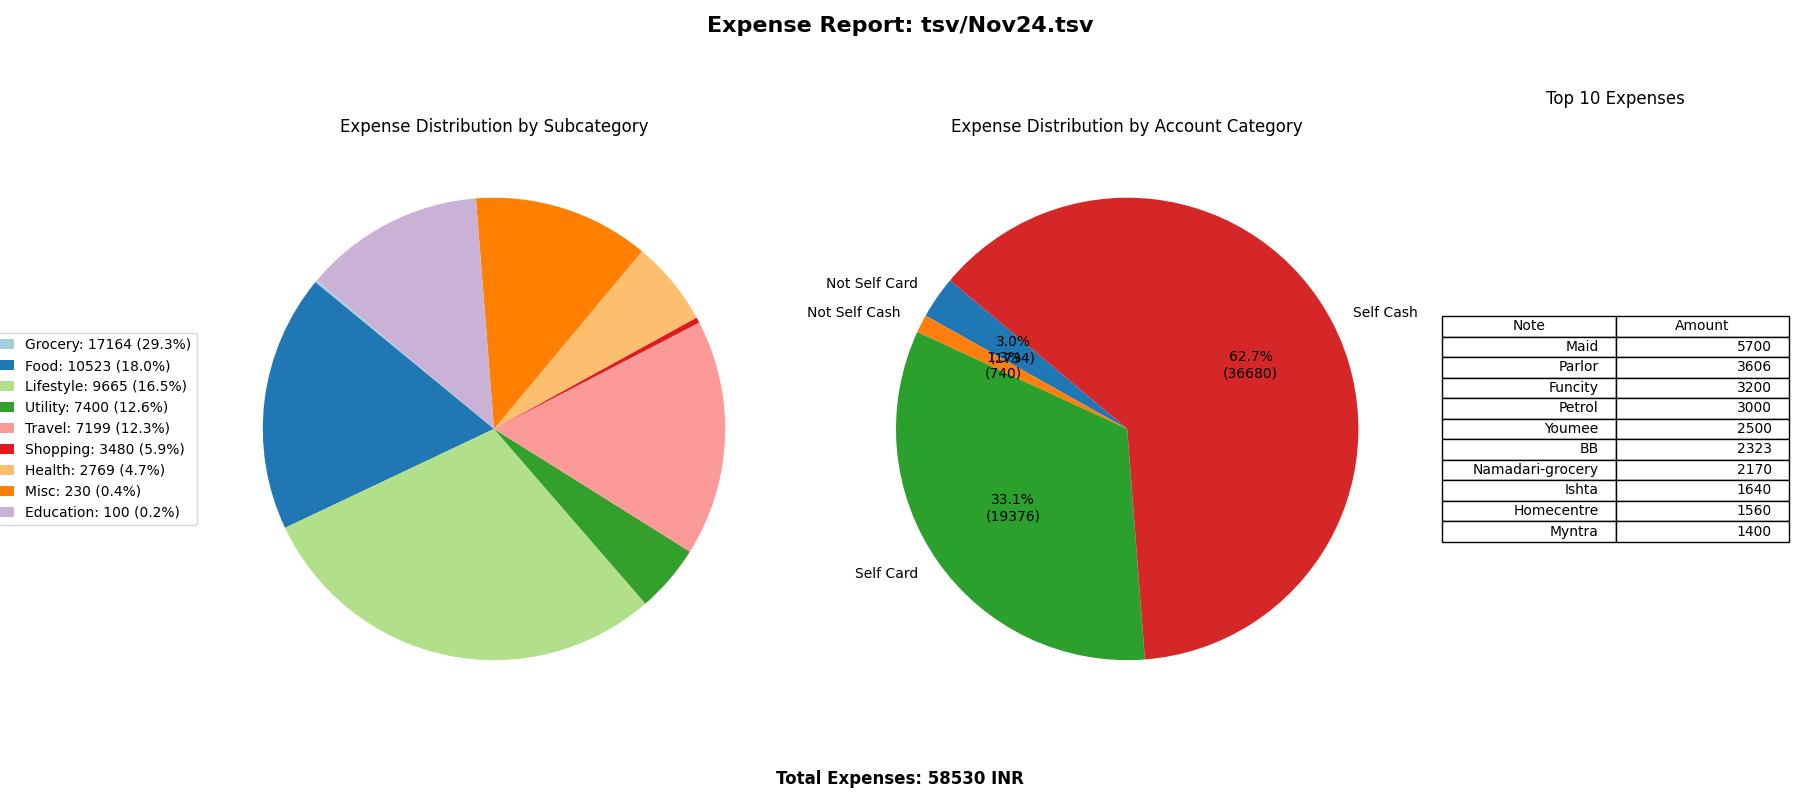 Expense Report: tsv/Nov24.tsv
Expense Distribution by Subcategory
Grocery: 17164 (29.3%)
Food: 10523 (18.0%)
Lifestyle: 9665 (16.5%)
Utility: 7400 (12.6%)
Travel: 7199 (12.3%)
Shopping: 3480 (5.9%)
Health: 2769 (4.7%)
Misc: 230 (0.4%)
Education: 100 (0.2%)
Expense Distribution by Account Category
Not Self Card
Not Self Cash
Self Card
Self Cash
3.0%
(740)
33.1%
(19376)
62.7%
(36680)
Top 10 Expenses
Note Amount
Maid 5700
Parlor 3606
Funcity 3200
Petrol 3000
Youmee 2500
BB 2323
Namadari-grocery 2170
Ishta 1640
Homecentre 1560
Myntra 1400
Total Expenses: 58530 INR